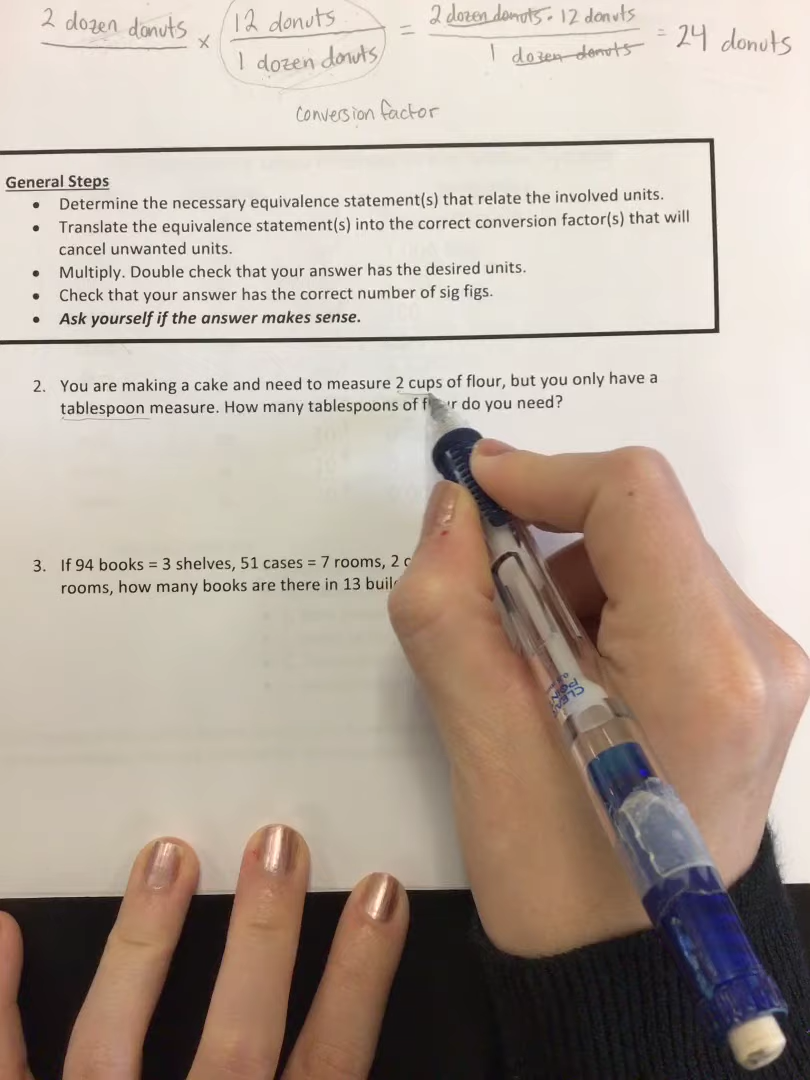 2 dozen donuts × 12 donuts / 1 dozen donuts = 2 dozen donuts · 12 donuts / 1 dozen donuts = 24 donuts
Conversion factor
General Steps
• Determine the necessary equivalence statement(s) that relate the involved units.
• Translate the equivalence statement(s) into the correct conversion factor(s) that will
cancel unwanted units.
• Multiply. Double check that your answer has the desired units.
• Check that your answer has the correct number of sig figs.
• Ask yourself if the answer makes sense.
2. You are making a cake and need to measure 2 cups of flour, but you only have a
tablespoon measure. How many tablespoons of do you need?
3. If 94 books = 3 shelves, 51 cases = 7 rooms, 2
rooms, how many books are there in 13